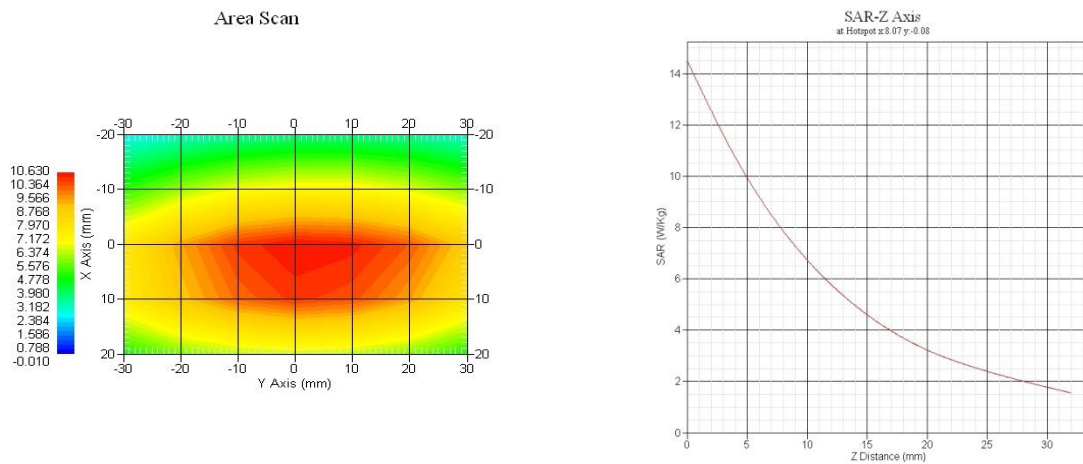 Area Scan
-30 -20 -10 0 10 20 30
-20 -20
-10 -10
0 0
10 10
20 20
-30 -20 -10 0 10 20 30
X Axis (mm)
Y Axis (mm)
10.630
10.364
9.566
8.768
7.970
7.172
6.374
5.576
4.778
3.980
3.182
2.384
1.586
0.788
-0.010
SAR-Z Axis
at Hotspot x:8.07 y:-0.08
SAR (W/Kg)
14
12
10
8
6
4
2
0
0 5 10 15 20 25 30
Z Distance (mm)